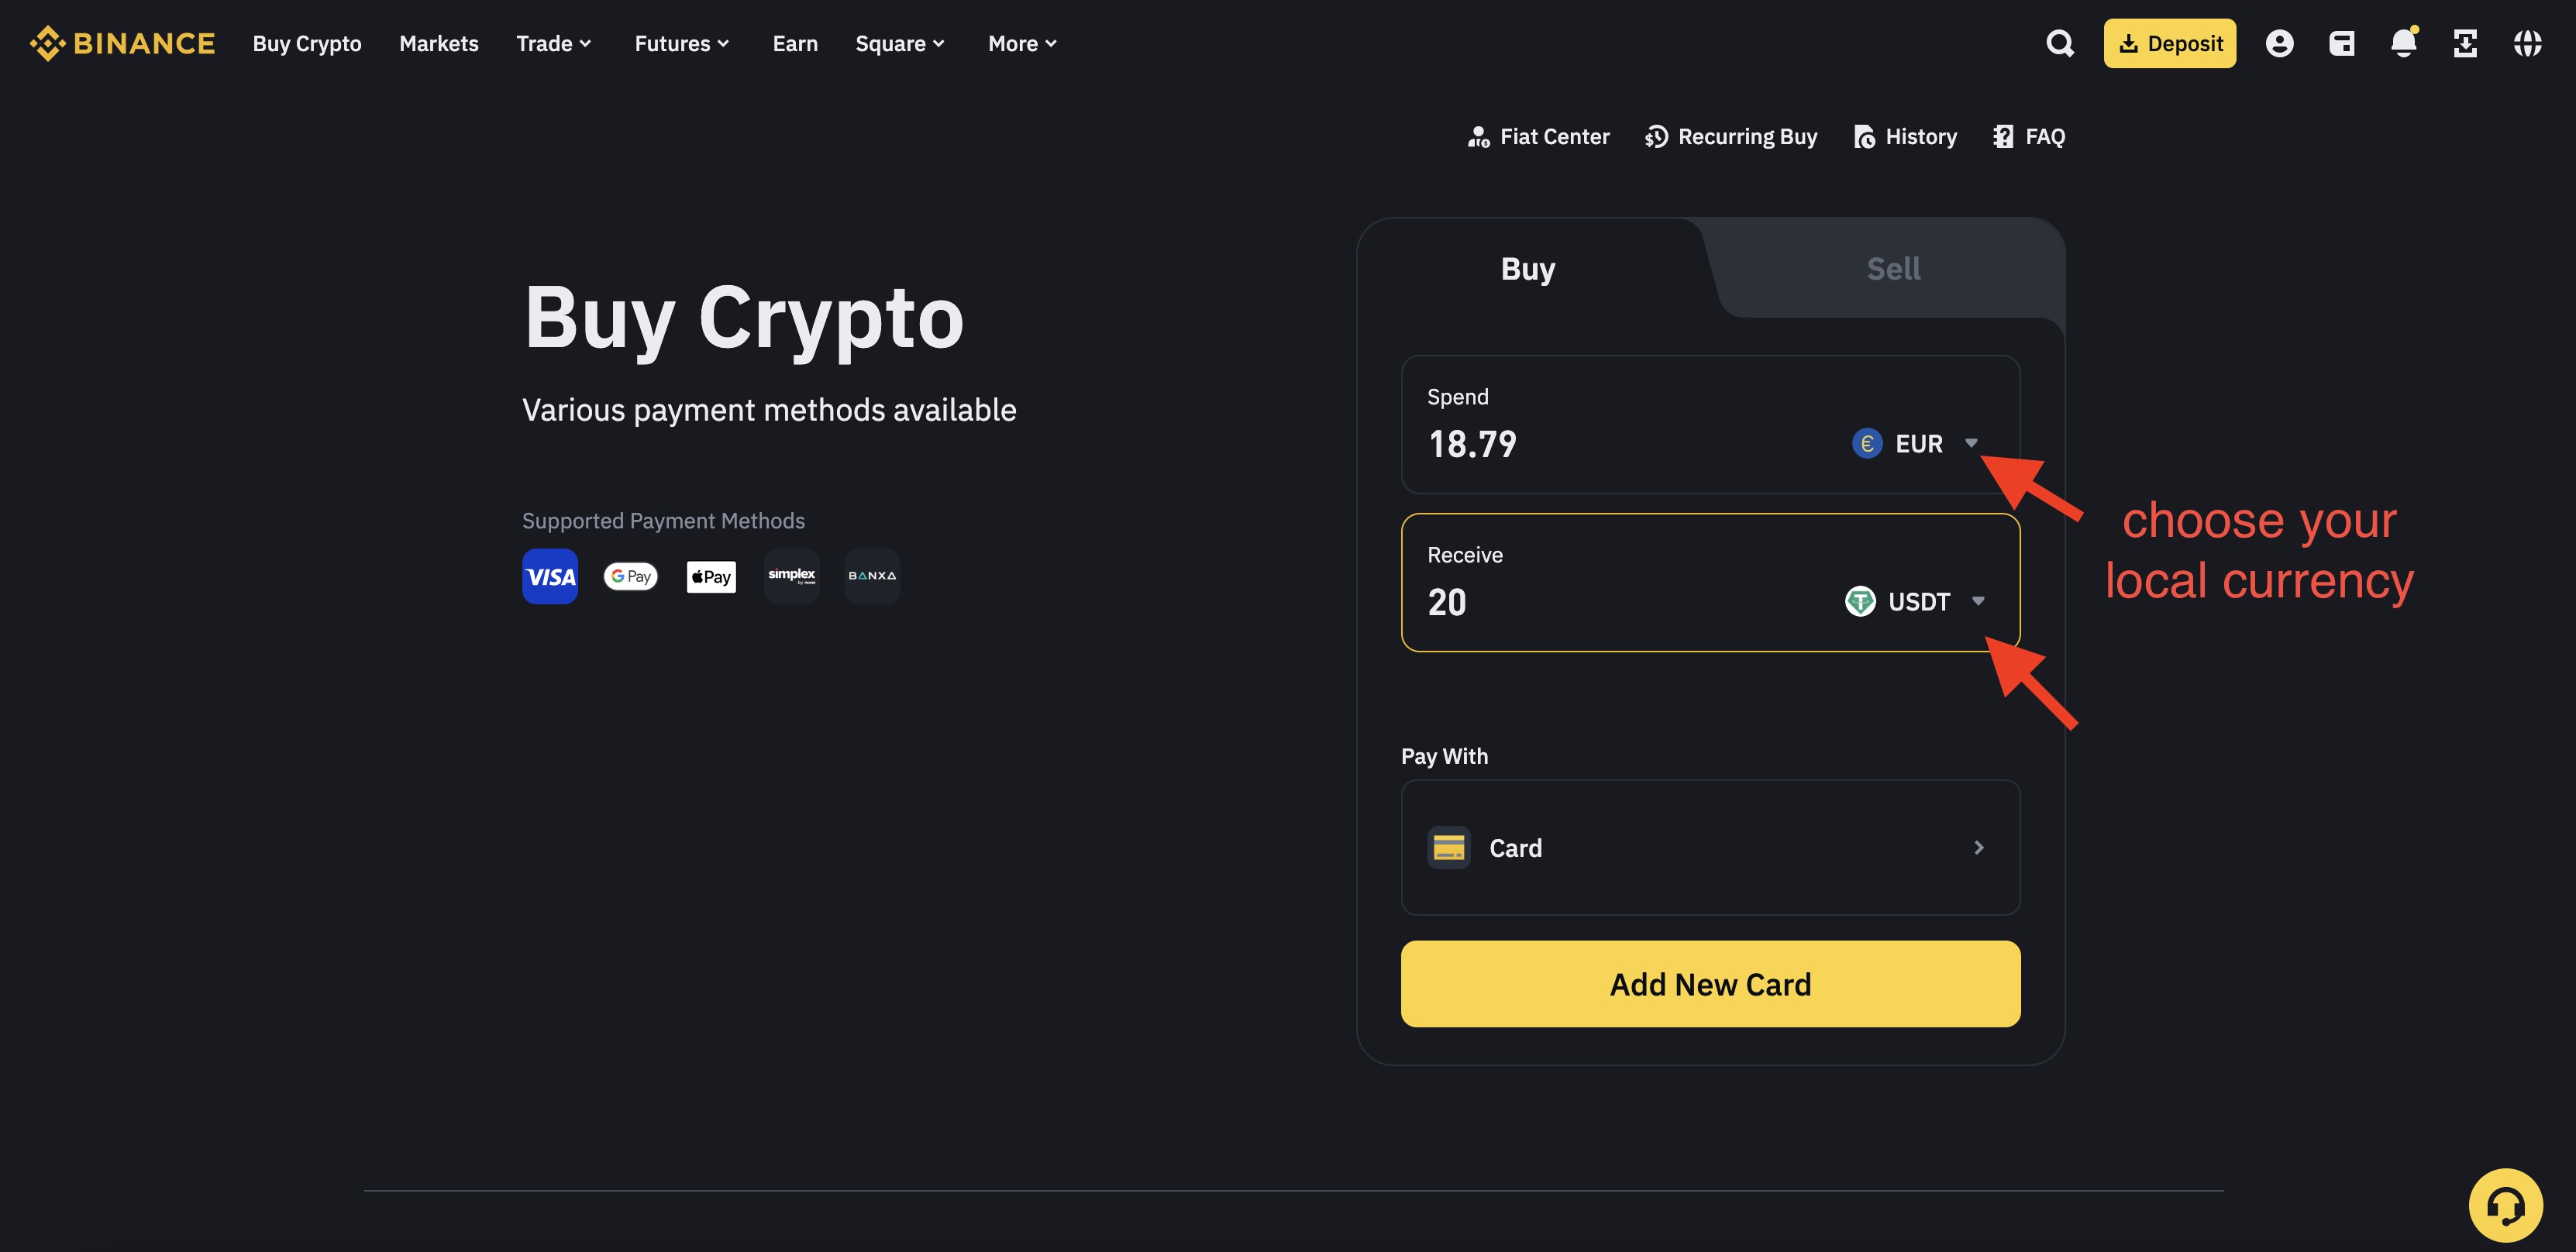 BINANCE Buy Crypto Markets Trade Futures Earn Square More Deposit
Fiat Center Recurring Buy History FAQ
Buy Crypto
Various payment methods available
Supported Payment Methods
VISA G Pay Pay simplex BANXA
Buy Sell
Spend
18.79 € EUR
Receive
20 USDT
choose your
local currency
Pay With
Card
Add New Card